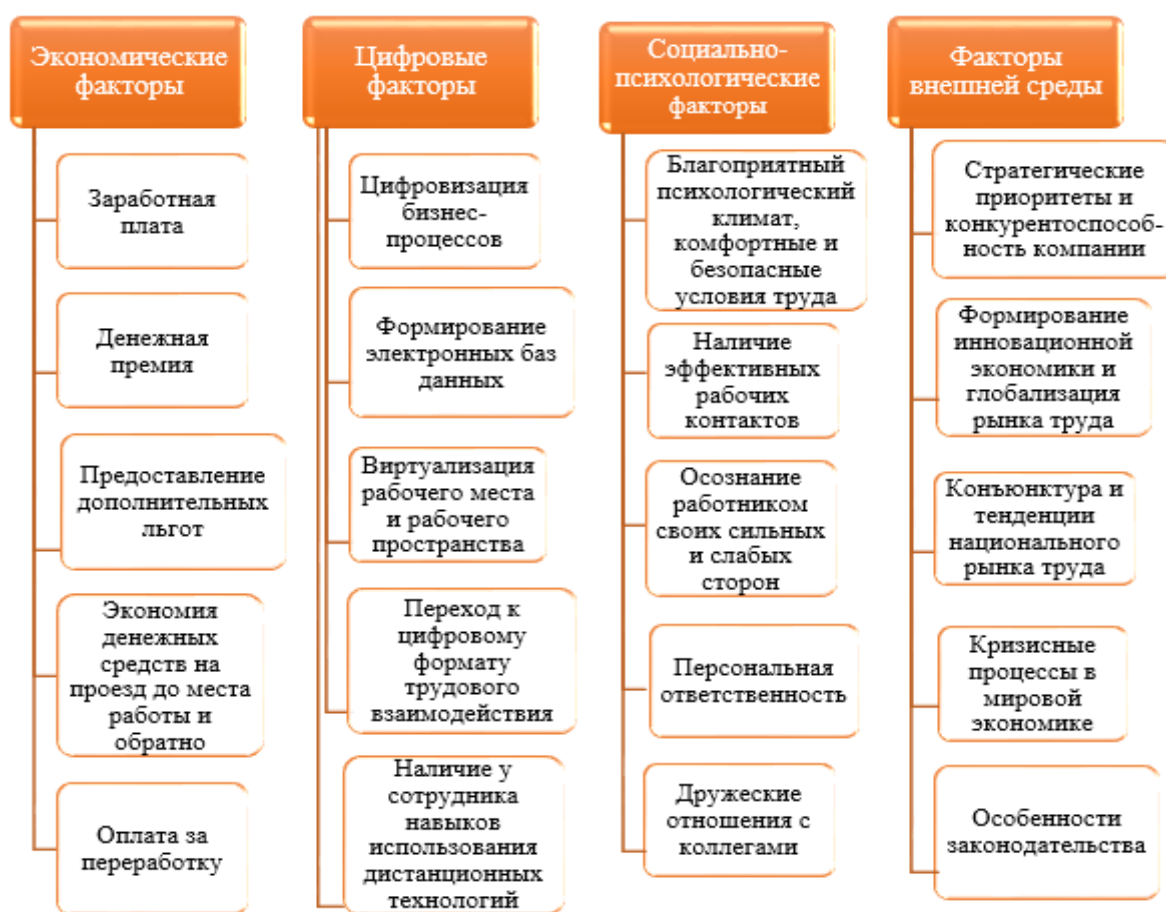 Экономические
факторы
Заработная
плата
Денежная
премия
Предоставление
дополнительных
льгот
Экономия
денежных
средств на
проезд до места
работы и
обратно
Оплата за
переработку
Цифровые
факторы
Цифровизация
бизнес-
процессов
Формирование
электронных баз
данных
Виртуализация
рабочего места
и рабочего
пространства
Переход к
цифровому
формату
трудового
взаимодействия
Наличие у
сотрудника
навыков
использования
дистанционных
технологий
Социально-
психологические
факторы
Благоприятный
психологический
климат,
комфортные и
безопасные
условия труда
Наличие
эффективных
рабочих
контактов
Осознание
работником
своих сильных
и слабых
сторон
Персональная
ответственность
Дружеские
отношения с
коллегами
Факторы
внешней среды
Стратегические
приоритеты и
конкурентоспособ-
ность компании
Формирование
инновационной
экономики и
глобализация
рынка труда
Конъюнктура и
тенденции
национального
рынка труда
Кризисные
процессы в
мировой
экономике
Особенности
законодательства